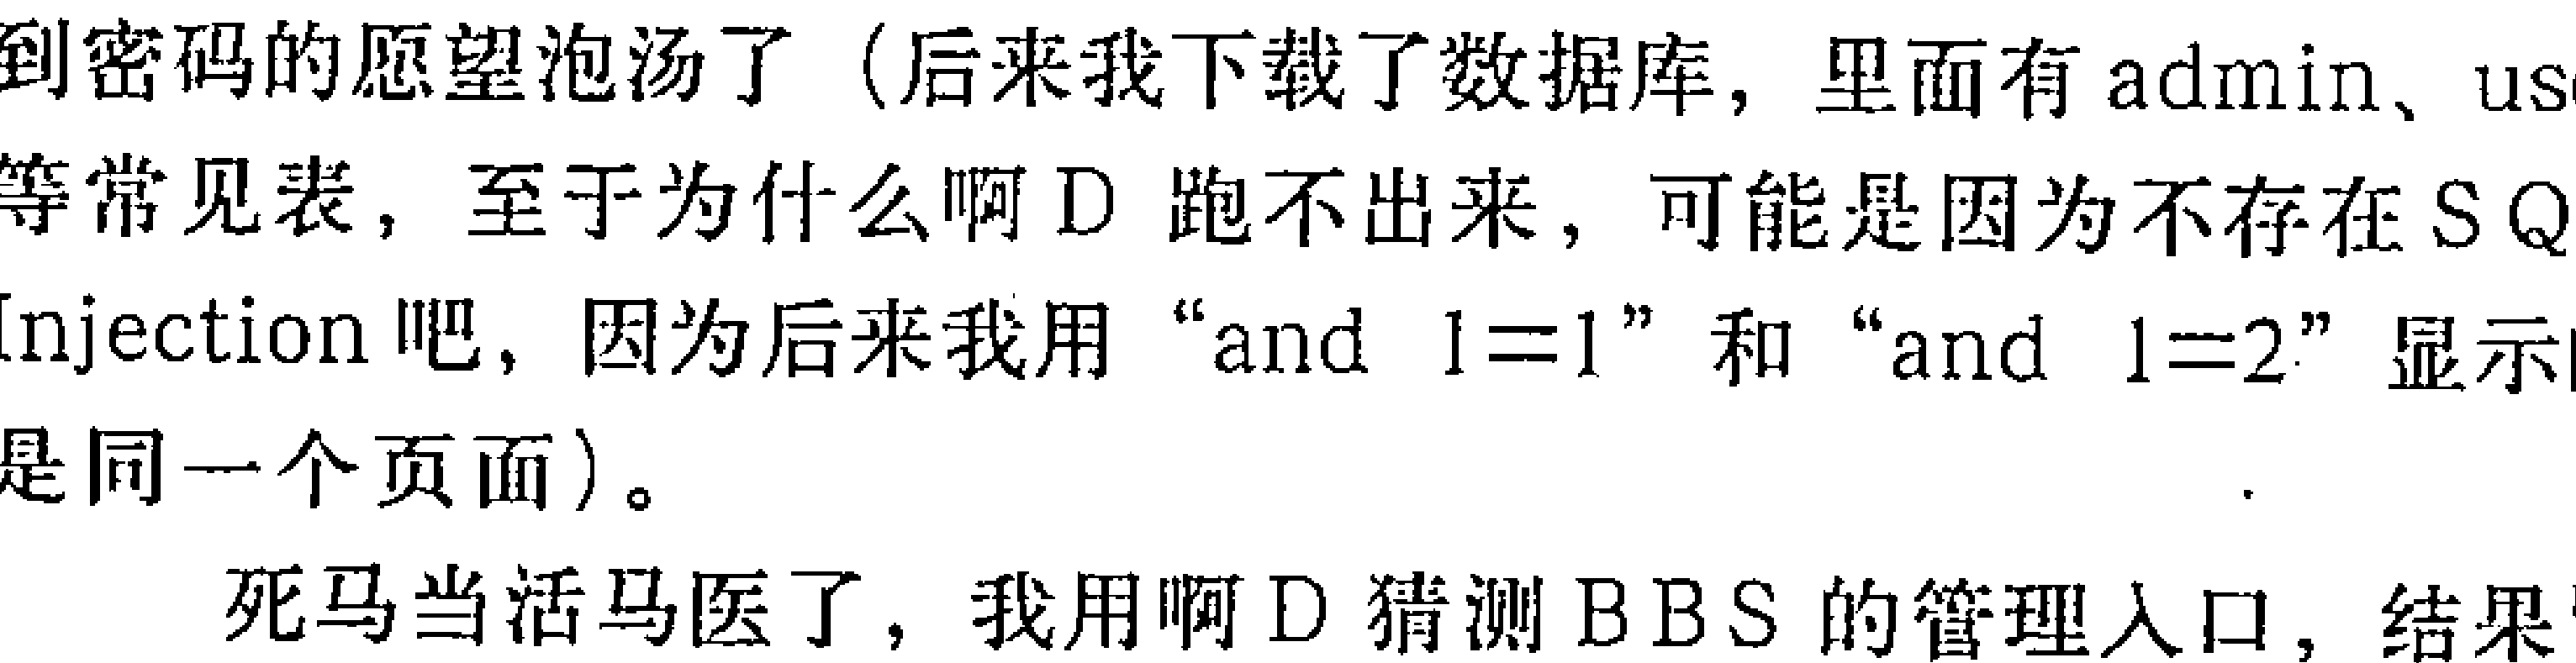 到密码的愿望泡汤了（后来我下载了数据库，里面有admin、us
等常见表，至于为什么啊D 跑不出来，可能是因为不存在SQ
Injection吧，因为后来我用“and 1=1”和“and 1=2”显示
是同一个页面）。
死马当活马医了，我用啊D猜测BBS的管理入口，结果